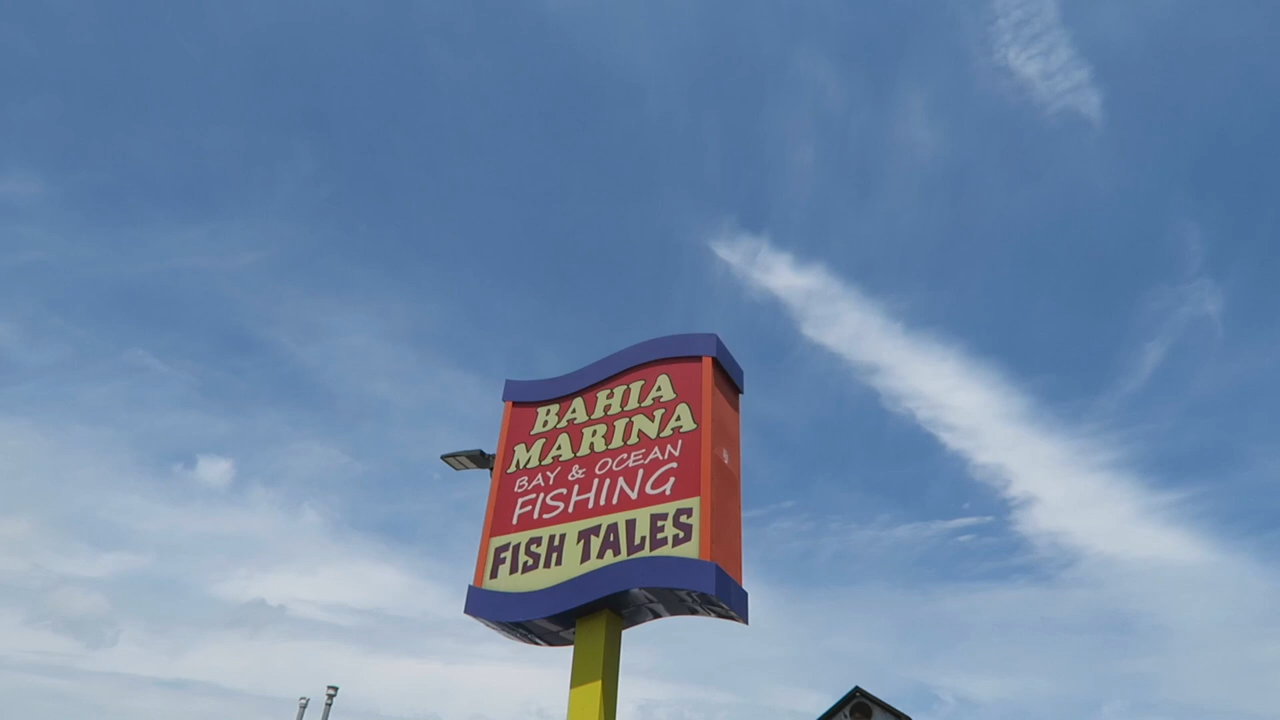 BAHIA
MARINA
BAY & OCEAN
FISHING
FISH TALES